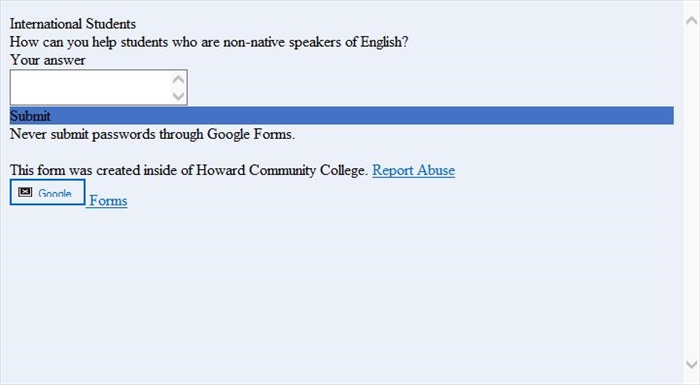 International Students
How can you help students who are non-native speakers of English?
Your answer
Submit
Never submit passwords through Google Forms.
This form was created inside of Howard Community College. Report Abuse
Google Forms